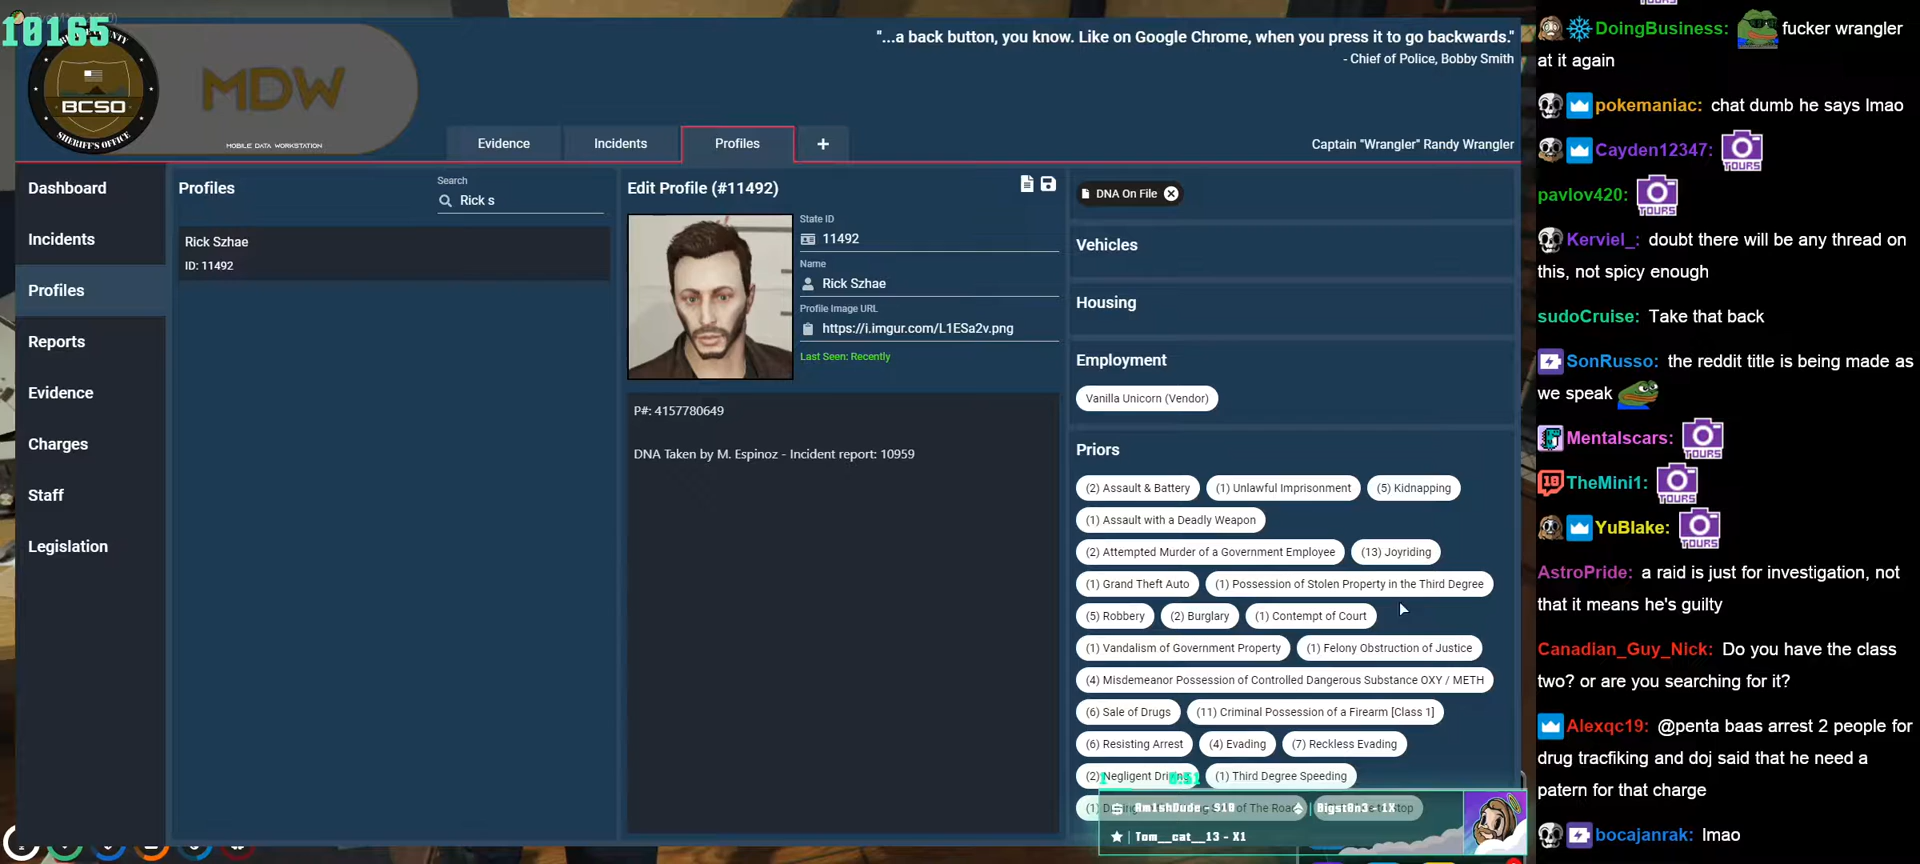 10165
BCSO
SHERIFF'S OFFICE
MDW
MOBILE DATA WORKSTATION
"...a back button, you know. Like on Google Chrome, when you press it to go backwards."
- Chief of Police, Bobby Smith
Evidence
Incidents
Profiles
+
Captain "Wrangler" Randy Wrangler
Dashboard
Incidents
Profiles
Reports
Evidence
Charges
Staff
Legislation
Profiles
Search
Rick s
Rick Szhae
ID: 11492
Edit Profile (#11492)
State ID
11492
Name
Rick Szhae
Profile Image URL
https://i.imgur.com/L1ESa2v.png
Last Seen: Recently
P#: 4157780649
DNA Taken by M. Espinoz - Incident report: 10959
DNA On File
Vehicles
Housing
Employment
Vanilla Unicorn (Vendor)
Priors
(2) Assault & Battery (1) Unlawful Imprisonment (5) Kidnapping
(1) Assault with a Deadly Weapon
(2) Attempted Murder of a Government Employee (13) Joyriding
(1) Grand Theft Auto (1) Possession of Stolen Property in the Third Degree
(5) Robbery (2) Burglary (1) Contempt of Court
(1) Vandalism of Government Property (1) Felony Obstruction of Justice
(4) Misdemeanor Possession of Controlled Dangerous Substance OXY / METH
(6) Sale of Drugs (11) Criminal Possession of a Firearm [Class 1]
(6) Resisting Arrest (4) Evading (7) Reckless Evading
(2) Negligent Driving (1) Third Degree Speeding
Am1shDude - $10 Bigst0n3 - 1X
Tom__cat__13 - X1
TOURS
DoingBusiness: fucker wrangler
at it again
pokemaniac: chat dumb he says lmao
Cayden12347: TOURS
pavlov420: TOURS
Kerviel_: doubt there will be any thread on
this, not spicy enough
sudoCruise: Take that back
SonRusso: the reddit title is being made as
we speak
Mentalscars: TOURS
TheMini1: TOURS
YuBlake: TOURS
AstroPride: a raid is just for investigation, not
that it means he's guilty
Canadian_Guy_Nick: Do you have the class
two? or are you searching for it?
Alexqc19: @penta baas arrest 2 people for
drug tracfiking and doj said that he need a
patern for that charge
bocajanrak: lmao